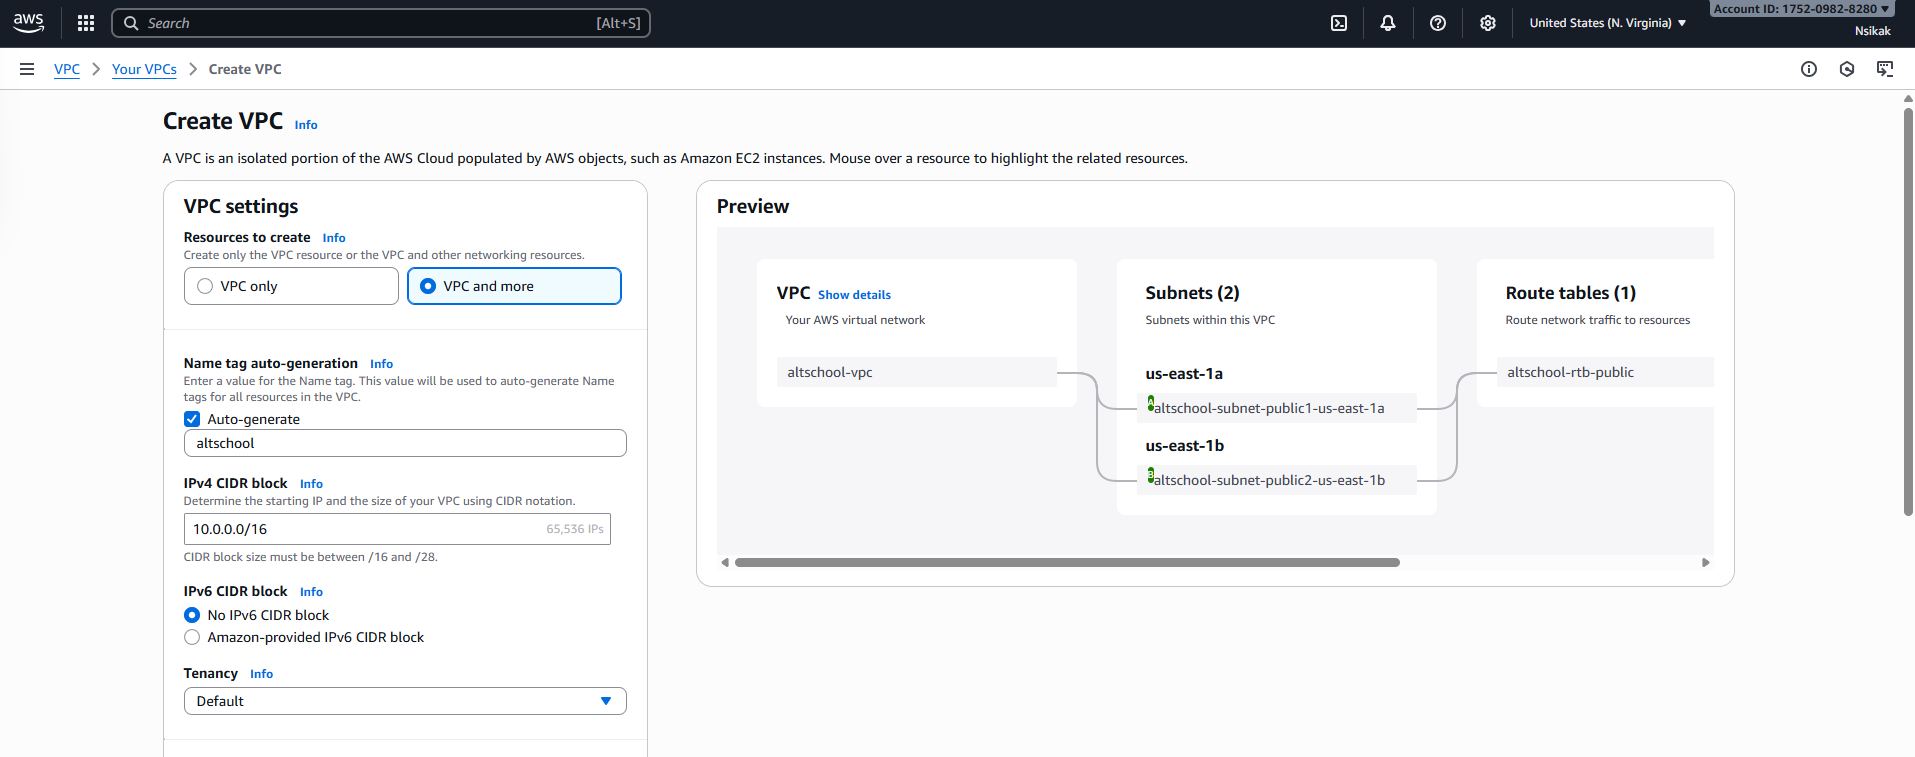 aws
Search [Alt+S]
United States (N. Virginia)
Account ID: 1752-0982-8280
Nsikak
VPC
Your VPCs
Create VPC
Create VPC Info
A VPC is an isolated portion of the AWS Cloud populated by AWS objects, such as Amazon EC2 instances. Mouse over a resource to highlight the related resources.
VPC settings
Resources to create Info
Create only the VPC resource or the VPC and other networking resources.
VPC only
VPC and more
Name tag auto-generation Info
Enter a value for the Name tag. This value will be used to auto-generate Name
tags for all resources in the VPC.
Auto-generate
altschool
IPv4 CIDR block Info
Determine the starting IP and the size of your VPC using CIDR notation.
10.0.0.0/16 65,536 IPs
CIDR block size must be between /16 and /28.
IPv6 CIDR block Info
No IPv6 CIDR block
Amazon-provided IPv6 CIDR block
Tenancy Info
Default
Preview
VPC Show details
Your AWS virtual network
altschool-vpc
Subnets (2)
Subnets within this VPC
us-east-1a
A altschool-subnet-public1-us-east-1a
us-east-1b
B altschool-subnet-public2-us-east-1b
Route tables (1)
Route network traffic to resources
altschool-rtb-public